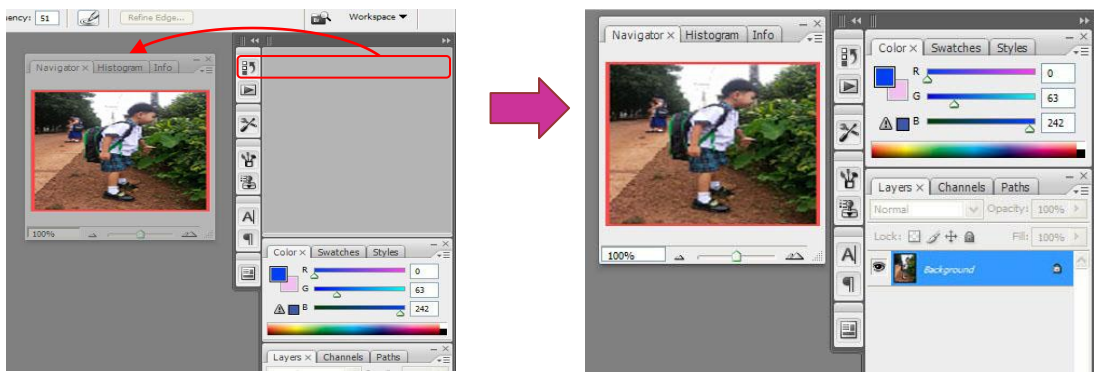 ency: 51 Refine Edge... Workspace
Navigator × Histogram Info
100%
Color × Swatches Styles
R 0
G 63
B 242
Layers × Channels Paths
Navigator × Histogram Info
100%
Color × Swatches Styles
R 0
G 63
B 242
Layers × Channels Paths
Normal Opacity: 100%
Lock: Fill: 100%
Background
A
A